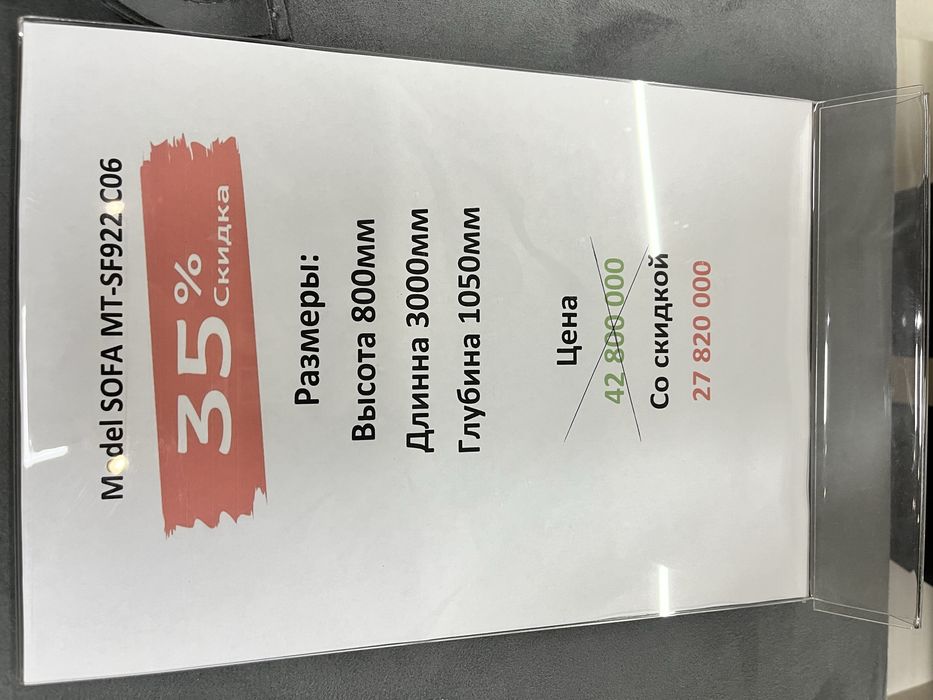 Model SOFA MT-SF922 C06
35%
Скидка
Размеры:
Высота 800мм
Длинна 3000мм
Глубина 1050мм
Цена
42 800 000
Со скидкой
27 820 000